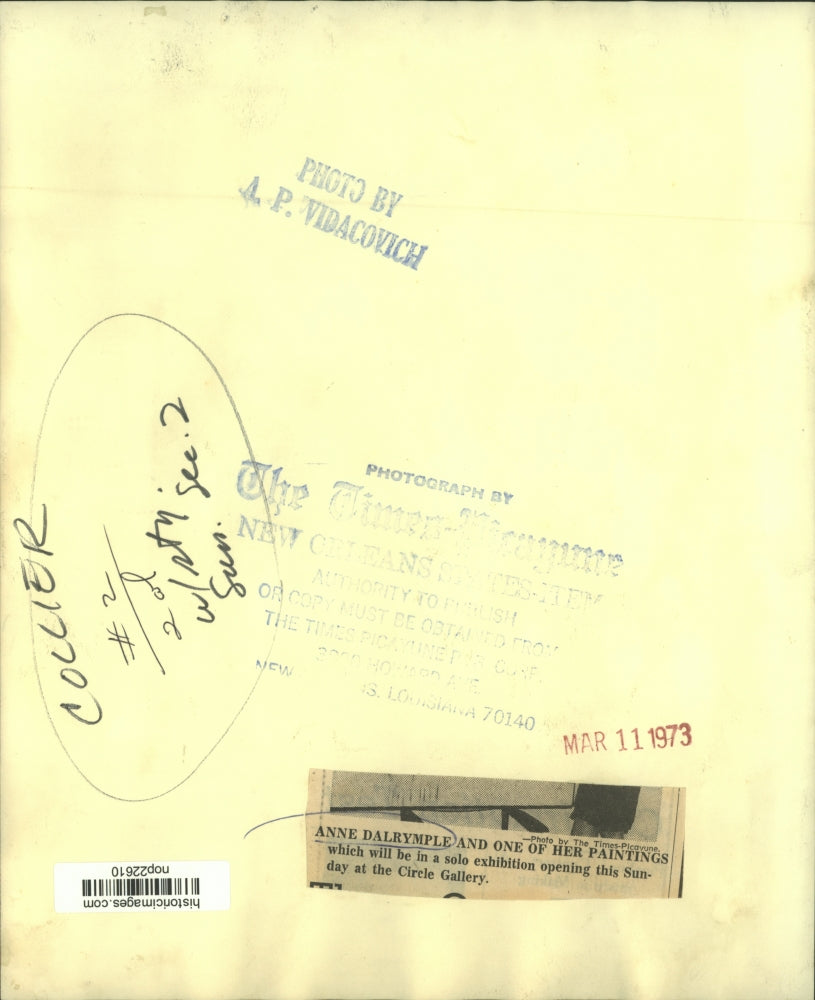 PHOTO BY
A. P. VIDACOVICH
COLLIER
#2
2 of
w/
sec. 2
Sun.
PHOTOGRAPH BY
The Times-Picayune
NEW ORLEANS STATES-ITEM
AUTHORITY TO PUBLISH
OR COPY MUST BE OBTAINED FROM
THE TIMES-PICAYUNE PUB. CORP.
HOWARD AVE.
NEW LOUISIANA 70140
MAR 11 1973
—Photo by The Times-Picayune.
ANNE DALRYMPLE AND ONE OF HER PAINTINGS
which will be in a solo exhibition opening this Sun-
day at the Circle Gallery.
historicimages.com
nop22610